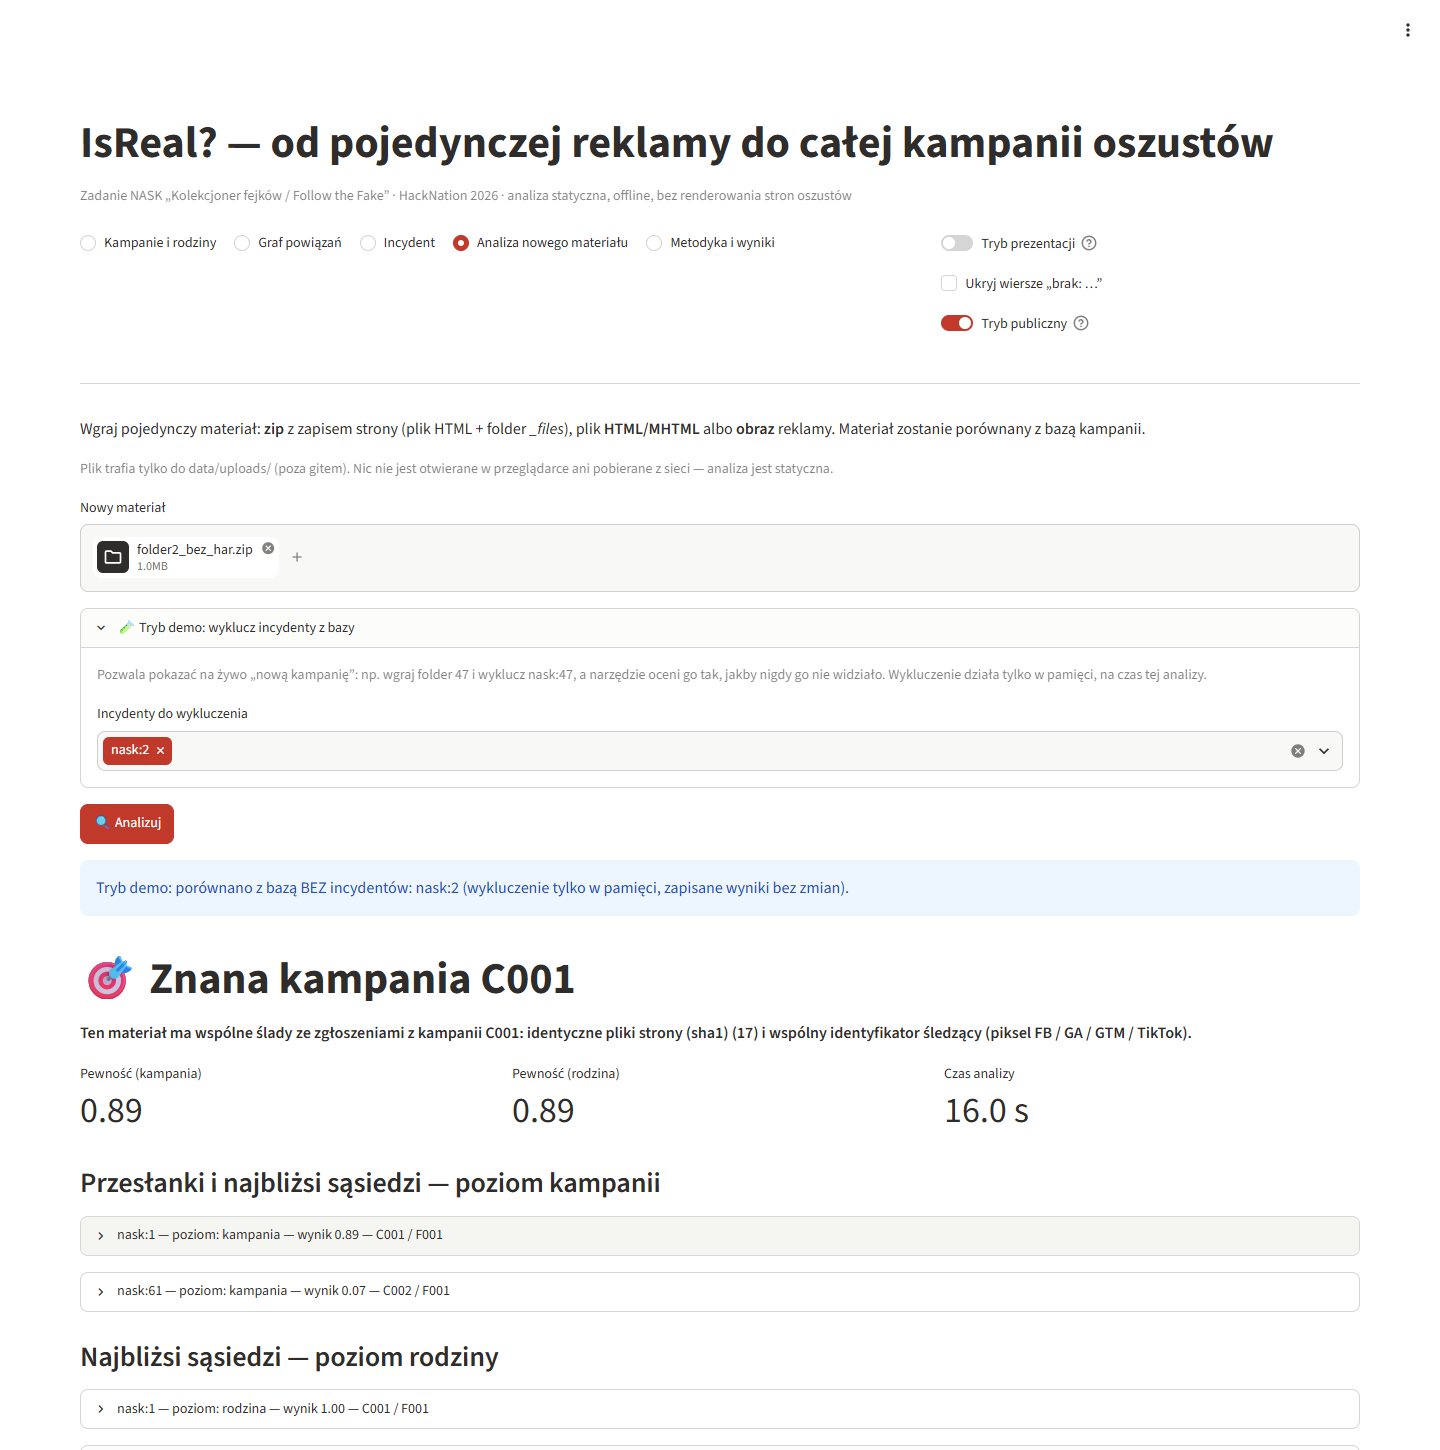 IsReal? — od pojedynczej reklamy do całej kampanii oszustów
Zadanie NASK „Kolekcjoner fejków / Follow the Fake” · HackNation 2026 · analiza statyczna, offline, bez renderowania stron oszustów
Kampanie i rodziny
Graf powiązań
Incydent
Analiza nowego materiału
Metodyka i wyniki
Tryb prezentacji
Ukryj wiersze „brak: …”
Tryb publiczny
Wgraj pojedynczy materiał: zip z zapisem strony (plik HTML + folder _files), plik HTML/MHTML albo obraz reklamy. Materiał zostanie porównany z bazą kampanii.
Plik trafia tylko do data/uploads/ (poza gitem). Nic nie jest otwierane w przeglądarce ani pobierane z sieci — analiza jest statyczna.
Nowy materiał
folder2_bez_har.zip
1.0MB
Tryb demo: wyklucz incydenty z bazy
Pozwala pokazać na żywo „nową kampanię”: np. wgraj folder 47 i wyklucz nask:47, a narzędzie oceni go tak, jakby nigdy go nie widziało. Wykluczenie działa tylko w pamięci, na czas tej analizy.
Incydenty do wykluczenia
nask:2
Analizuj
Tryb demo: porównano z bazą BEZ incydentów: nask:2 (wykluczenie tylko w pamięci, zapisane wyniki bez zmian).
Znana kampania C001
Ten materiał ma wspólne ślady ze zgłoszeniami z kampanii C001: identyczne pliki strony (sha1) (17) i wspólny identyfikator śledzący (piksel FB / GA / GTM / TikTok).
Pewność (kampania)
0.89
Pewność (rodzina)
0.89
Czas analizy
16.0 s
Przesłanki i najbliżsi sąsiedzi — poziom kampanii
nask:1 — poziom: kampania — wynik 0.89 — C001 / F001
nask:61 — poziom: kampania — wynik 0.07 — C002 / F001
Najbliżsi sąsiedzi — poziom rodziny
nask:1 — poziom: rodzina — wynik 1.00 — C001 / F001